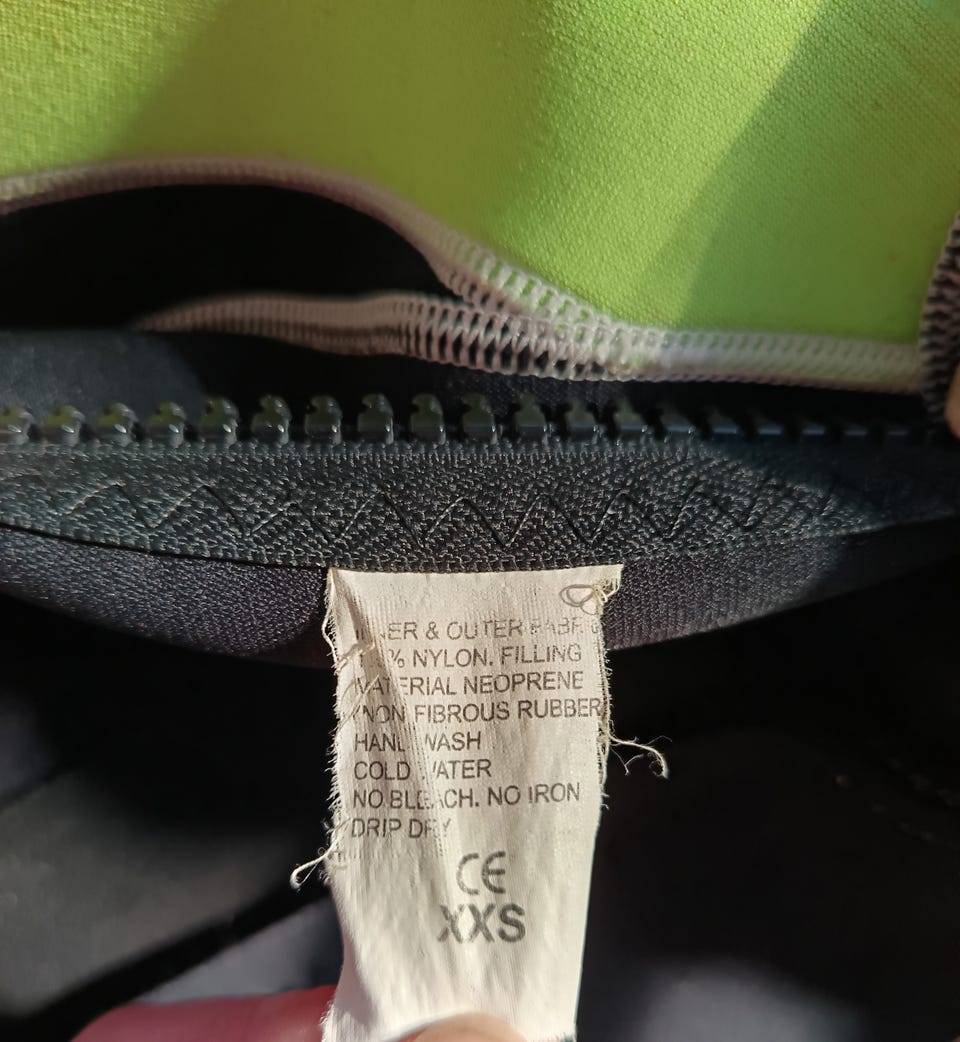 & OUTER
% NYLON. FILLING
MATERIAL NEOPRENE
NON FIBROUS RUBBER
HAND WASH
COLD WATER
NO BLEACH. NO IRON
DRIP DRY
CE
XXS